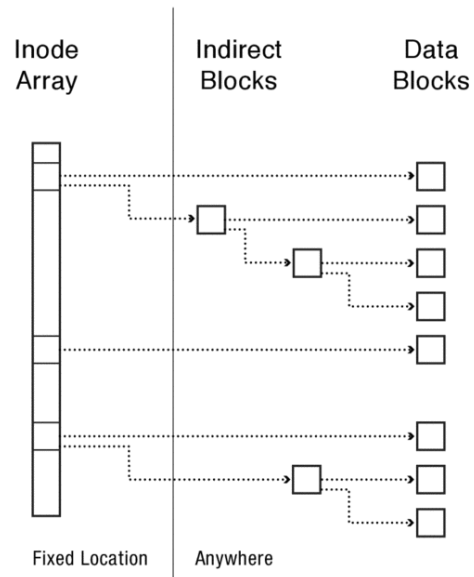 Inode
Array
Indirect
Blocks
Data
Blocks
Fixed Location
Anywhere